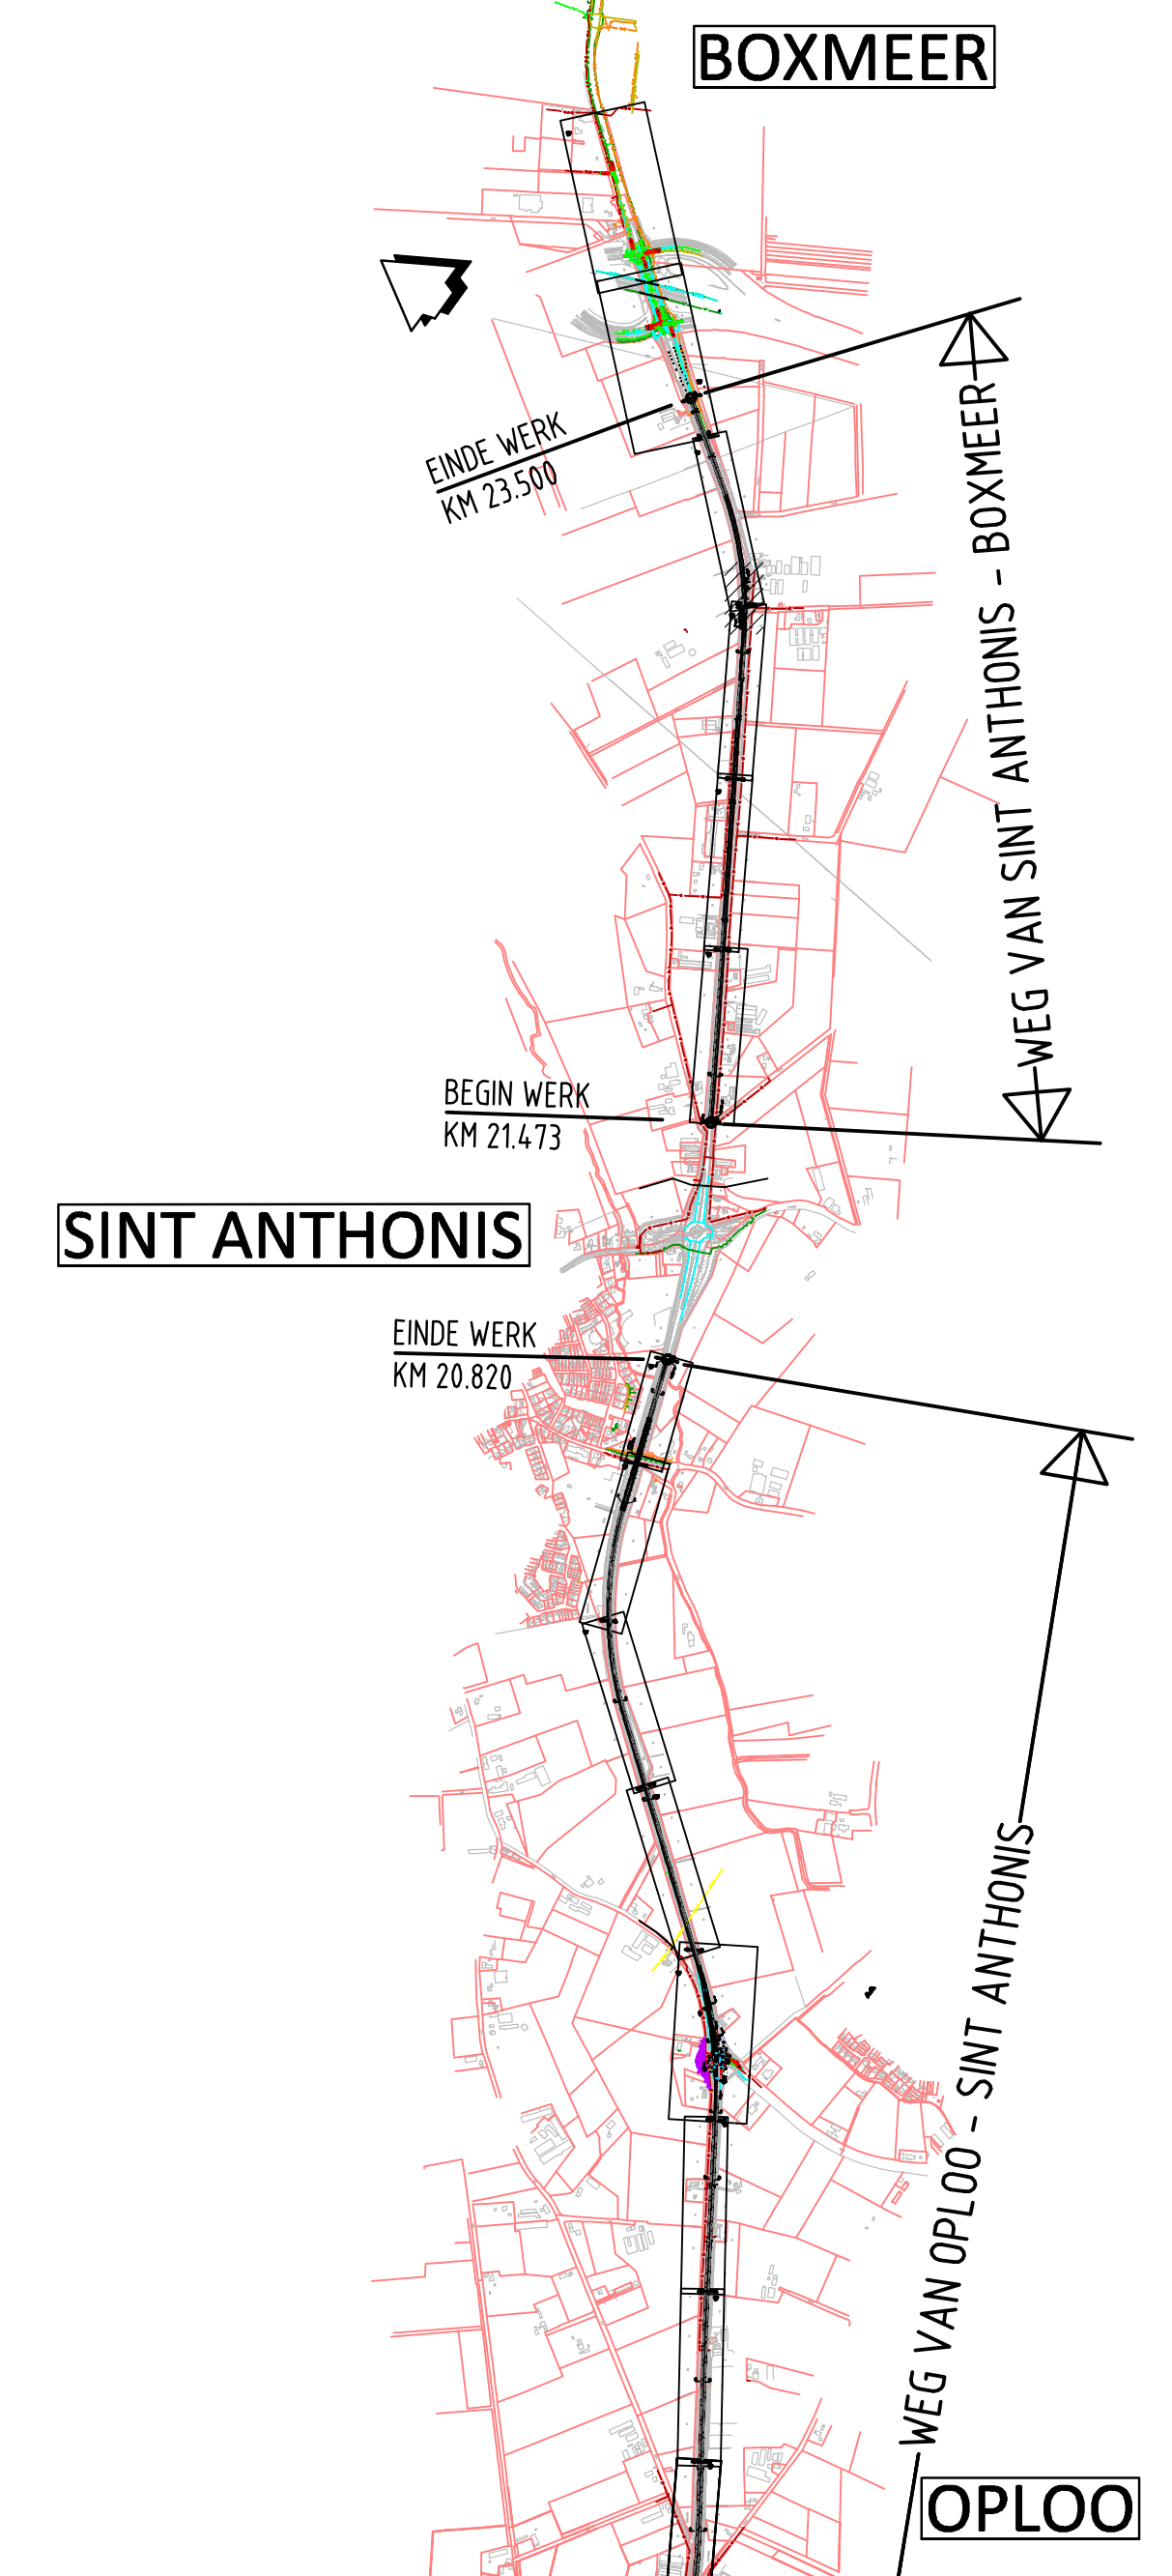 BOXMEER
EINDE WERK
KM 23.500
WEG VAN SINT ANTHONIS - BOXMEER
BEGIN WERK
KM 21.473
SINT ANTHONIS
EINDE WERK
KM 20.820
WEG VAN OPLOO - SINT ANTHONIS
OPLOO